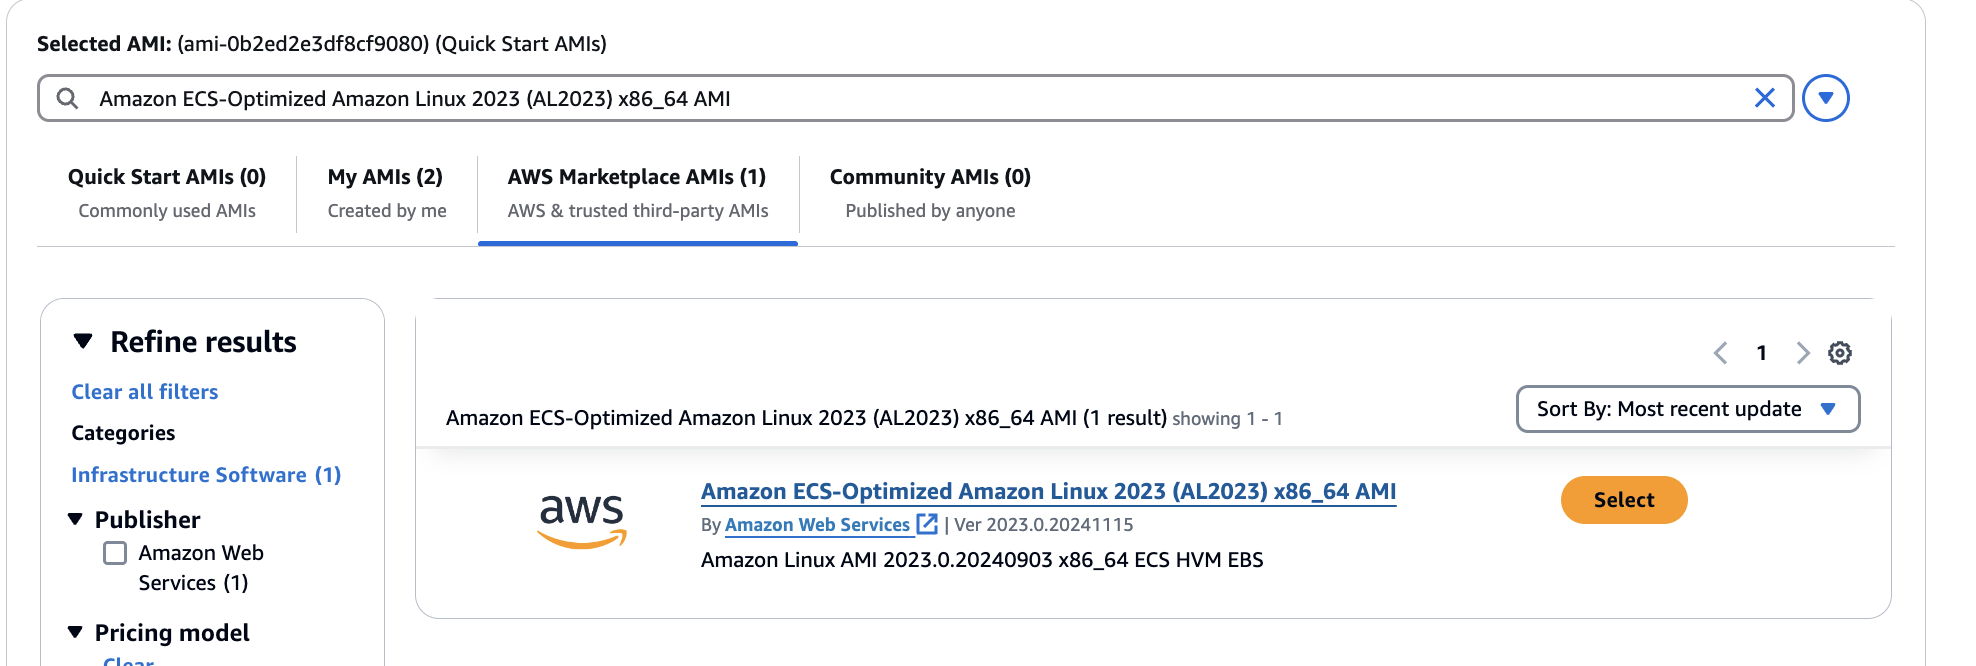 Selected AMI: (ami-0b2ed2e3df8cf9080) (Quick Start AMIs)
Amazon ECS-Optimized Amazon Linux 2023 (AL2023) x86_64 AMI
Quick Start AMIs (0)
Commonly used AMIs
My AMIs (2)
Created by me
AWS Marketplace AMIs (1)
AWS & trusted third-party AMIs
Community AMIs (0)
Published by anyone
Refine results
Clear all filters
Categories
Infrastructure Software (1)
Publisher
Amazon Web
Services (1)
Pricing model
Clear
1
Amazon ECS-Optimized Amazon Linux 2023 (AL2023) x86_64 AMI (1 result) showing 1 - 1
Sort By: Most recent update
aws
Amazon ECS-Optimized Amazon Linux 2023 (AL2023) x86_64 AMI
By Amazon Web Services | Ver 2023.0.20241115
Amazon Linux AMI 2023.0.20240903 x86_64 ECS HVM EBS
Select